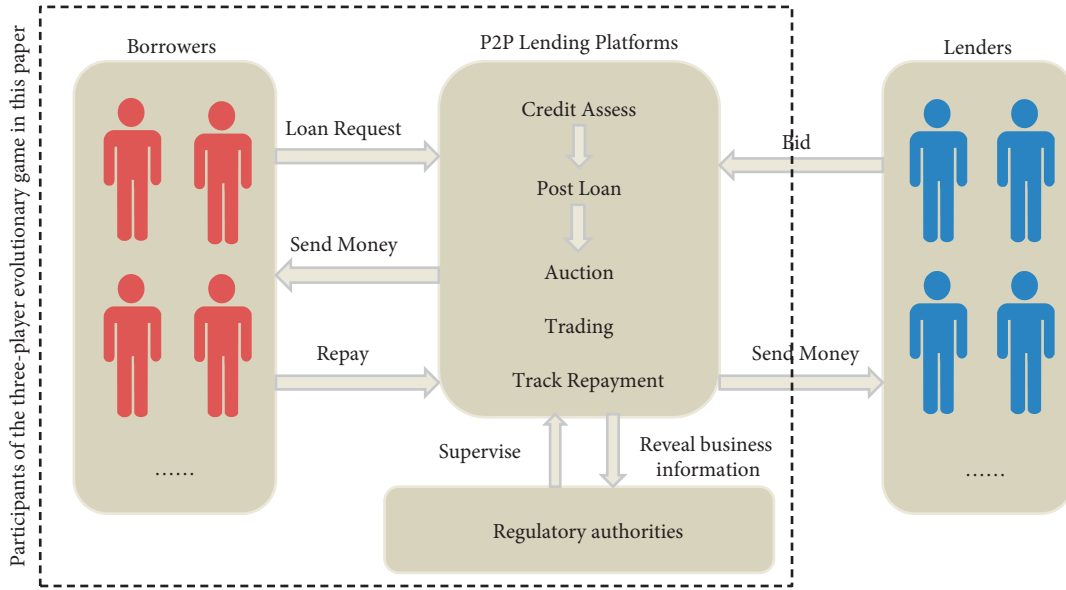 Participants of the three-player evolutionary game in this paper
Borrowers
P2P Lending Platforms
Lenders
Loan Request
Send Money
Repay
Credit Assess
Post Loan
Auction
Trading
Track Repayment
Bid
Send Money
......
......
Supervise
Reveal business
information
Regulatory authorities